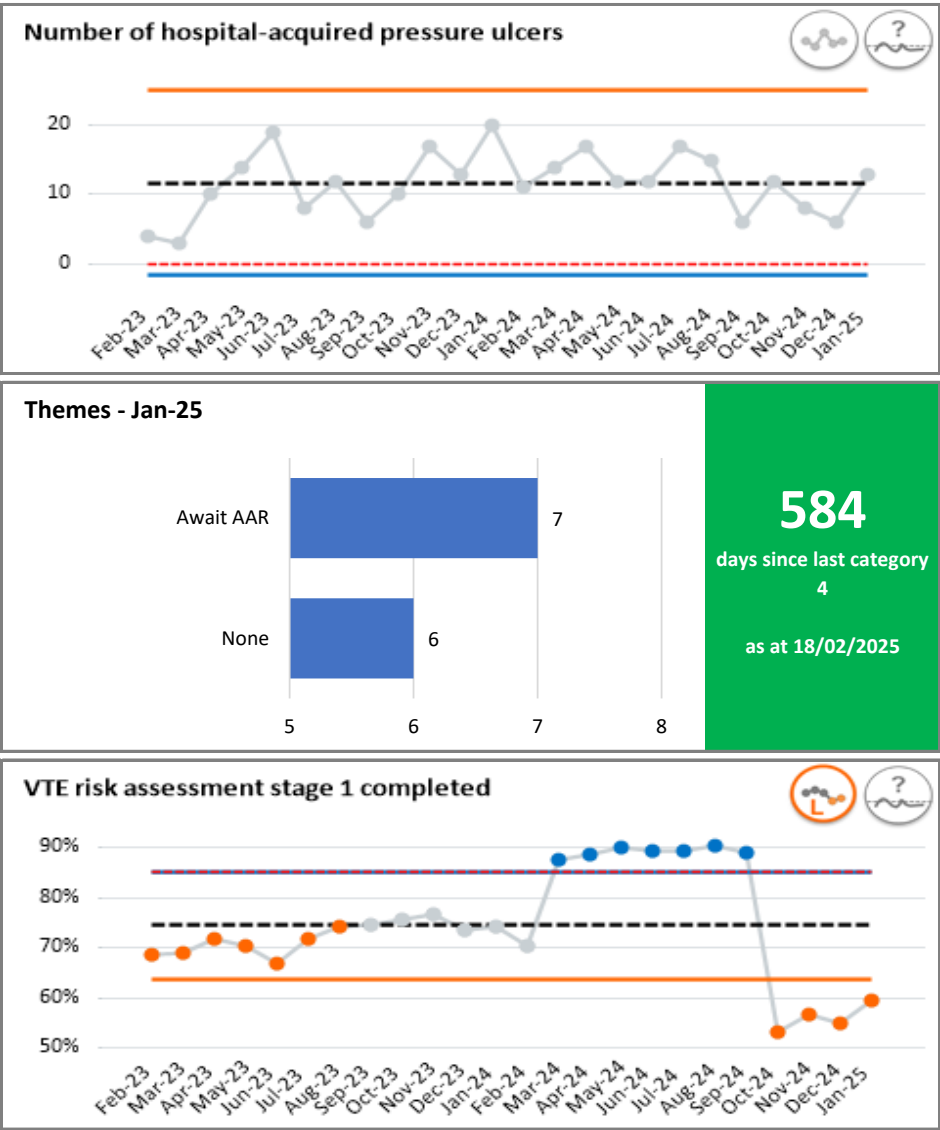 Number of hospital-acquired pressure ulcers
?
20
10
0
Feb-23 Mar-23 Apr-23 May-23 Jun-23 Jul-23 Aug-23 Sep-23 Oct-23 Nov-23 Dec-23 Jan-24 Feb-24 Mar-24 Apr-24 May-24 Jun-24 Jul-24 Aug-24 Sep-24 Oct-24 Nov-24 Dec-24 Jan-25
Themes - Jan-25
Await AAR 7
None 6
5 6 7 8
584
days since last category
4
as at 18/02/2025
VTE risk assessment stage 1 completed
L ?
90%
80%
70%
60%
50%
Feb-23 Mar-23 Apr-23 May-23 Jun-23 Jul-23 Aug-23 Sep-23 Oct-23 Nov-23 Dec-23 Jan-24 Feb-24 Mar-24 Apr-24 May-24 Jun-24 Jul-24 Aug-24 Sep-24 Oct-24 Nov-24 Dec-24 Jan-25